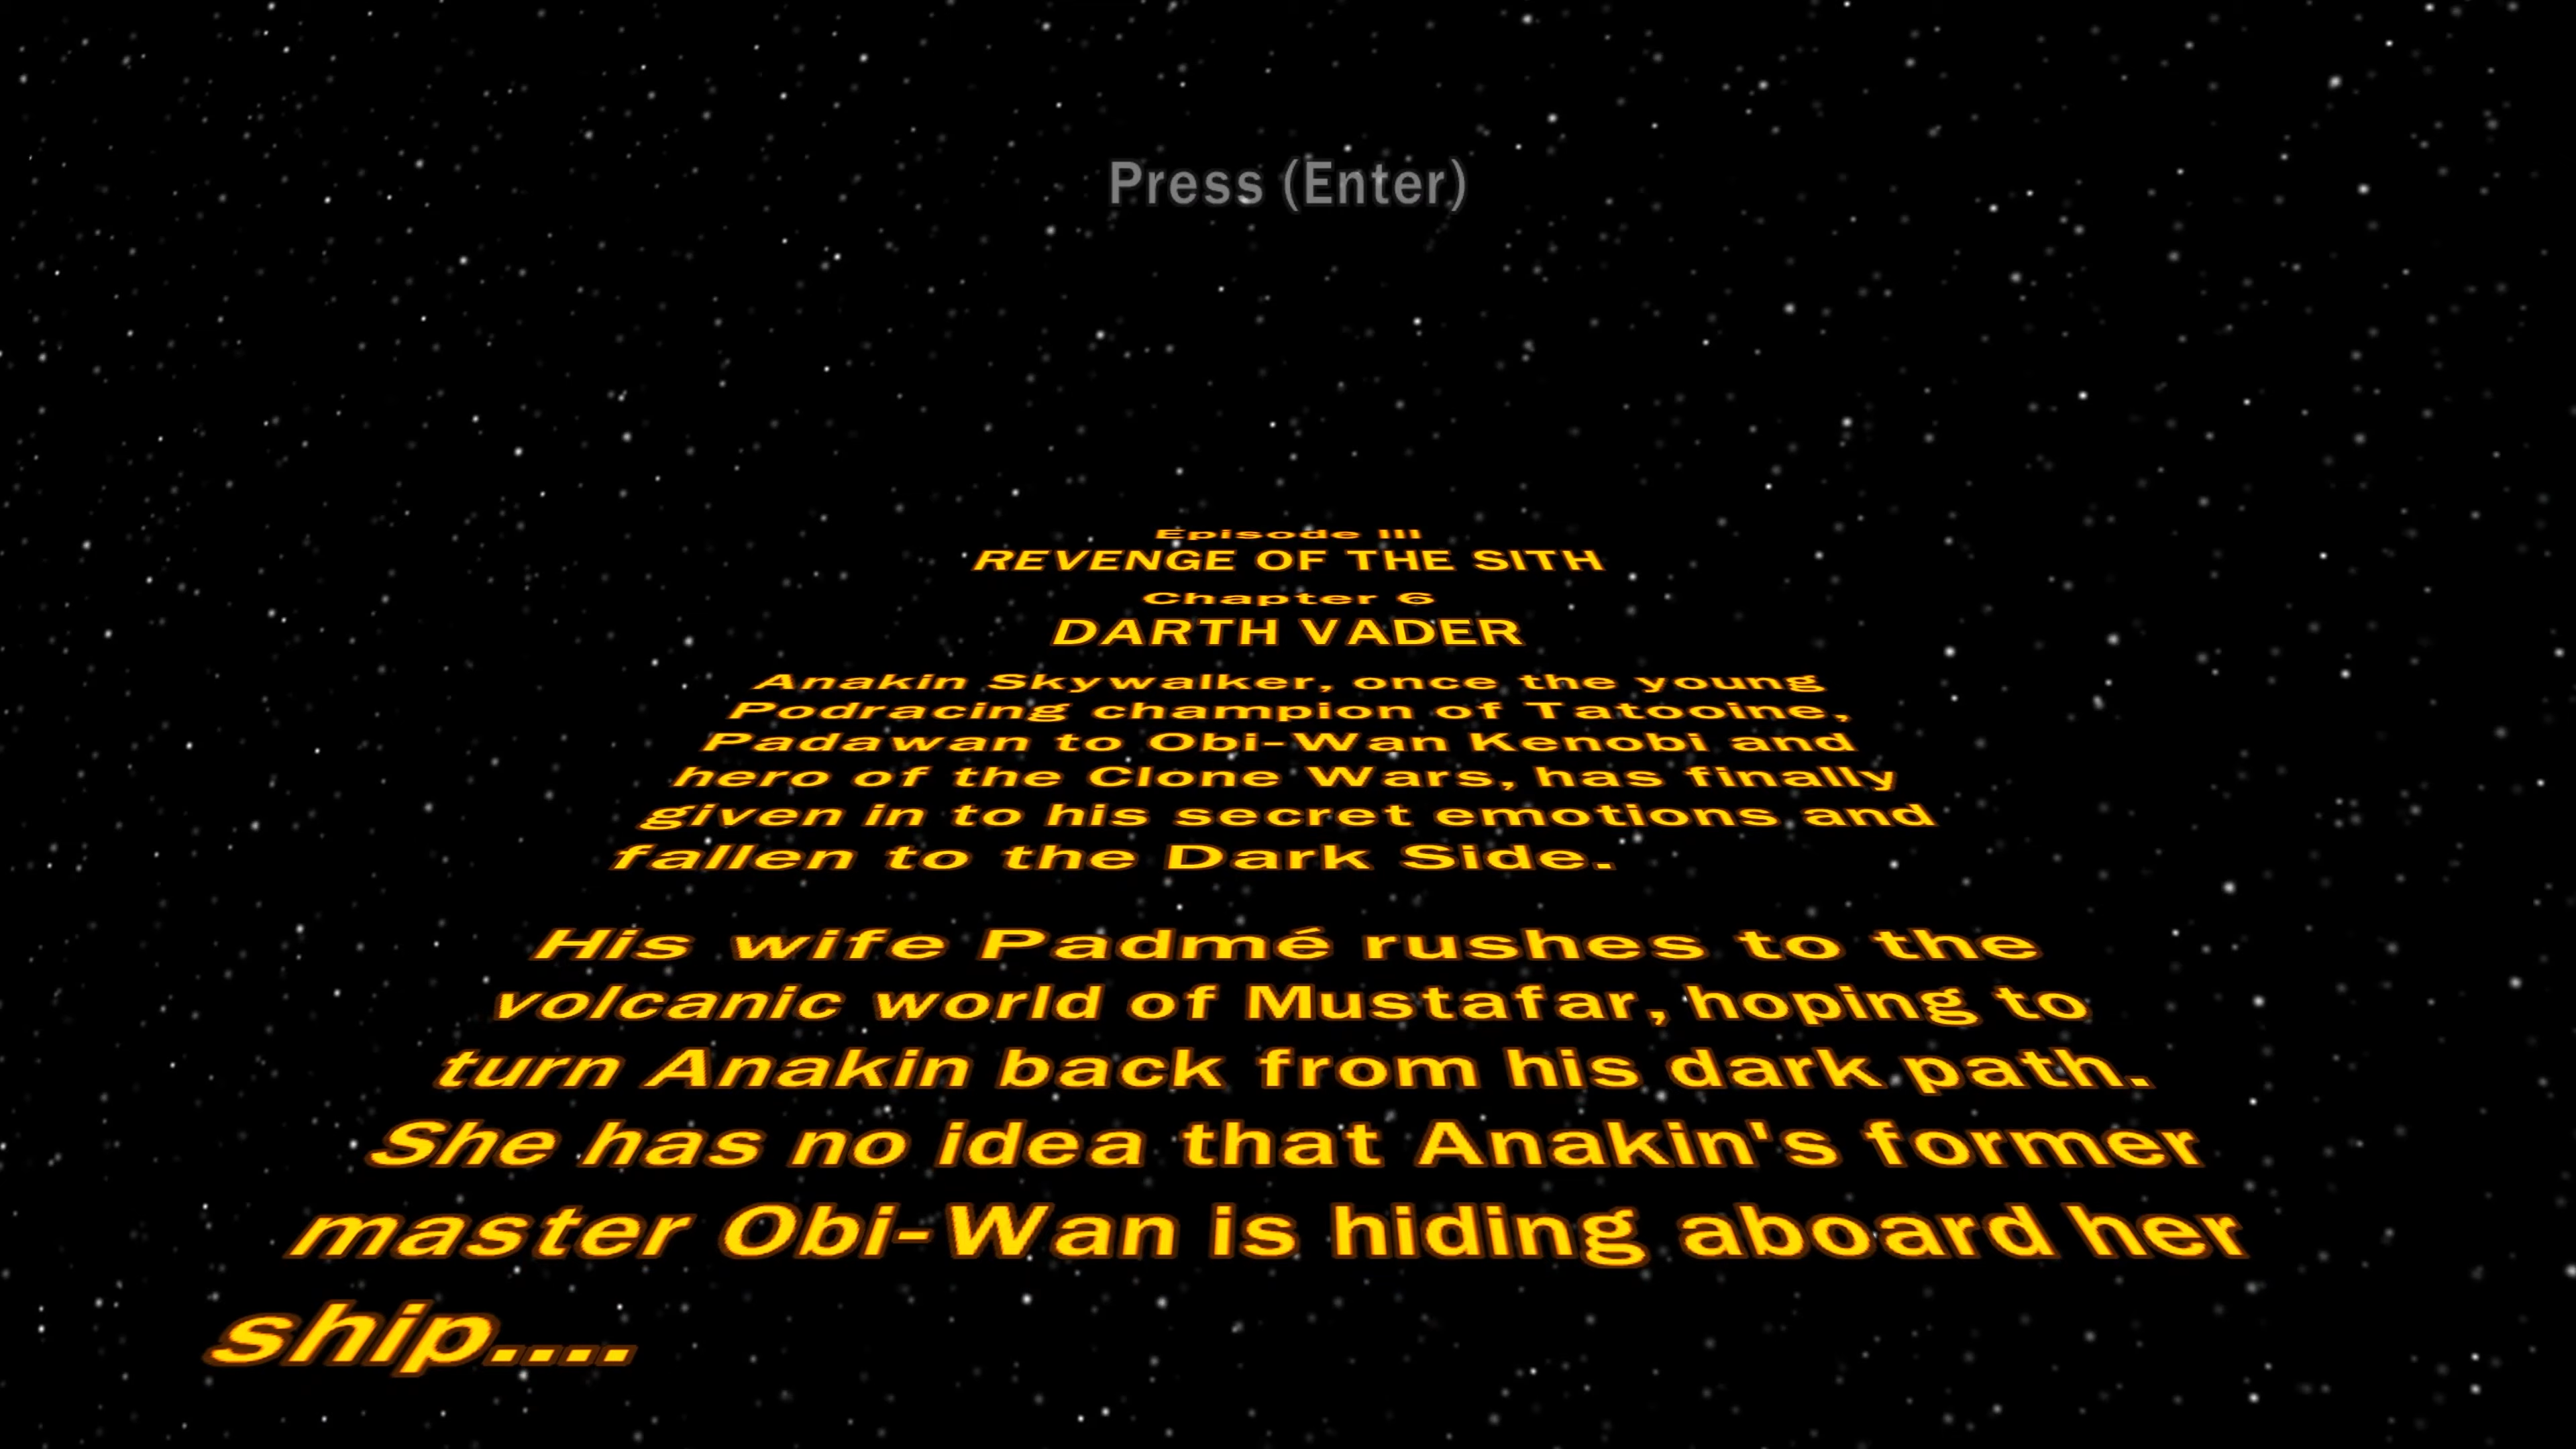 Press (Enter)
Episode III
REVENGE OF THE SITH
Chapter 6
DARTH VADER
Anakin Skywalker, once the young
Podracing champion of Tatooine,
Padawan to Obi-Wan Kenobi and
hero of the Clone Wars, has finally
given in to his secret emotions and
fallen to the Dark Side.
His wife Padmé rushes to the
volcanic world of Mustafar, hoping to
turn Anakin back from his dark path.
She has no idea that Anakin's former
master Obi-Wan is hiding aboard her
ship....